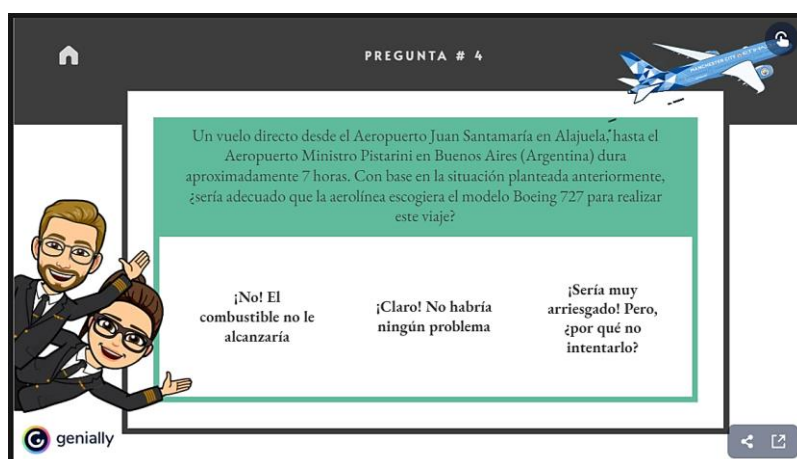 PREGUNTA # 4
Un vuelo directo desde el Aeropuerto Juan Santamaría en Alajuela, hasta el
Aeropuerto Ministro Pistarini en Buenos Aires (Argentina) dura
aproximadamente 7 horas. Con base en la situación planteada anteriormente,
¿sería adecuado que la aerolínea escogiera el modelo Boeing 727 para realizar
este viaje?
¡No! El
combustible no le
alcanzaría
¡Claro! No habría
ningún problema
¡Sería muy
arriesgado! Pero,
¿por qué no
intentarlo?
genially